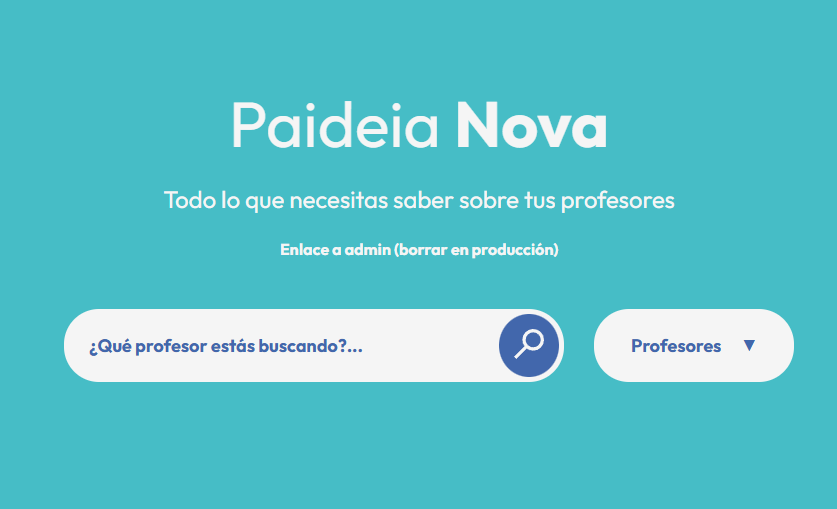 Paideia Nova
Todo lo que necesitas saber sobre tus profesores
Enlace a admin (borrar en producción)
¿Qué profesor estás buscando?...
Profesores ▼